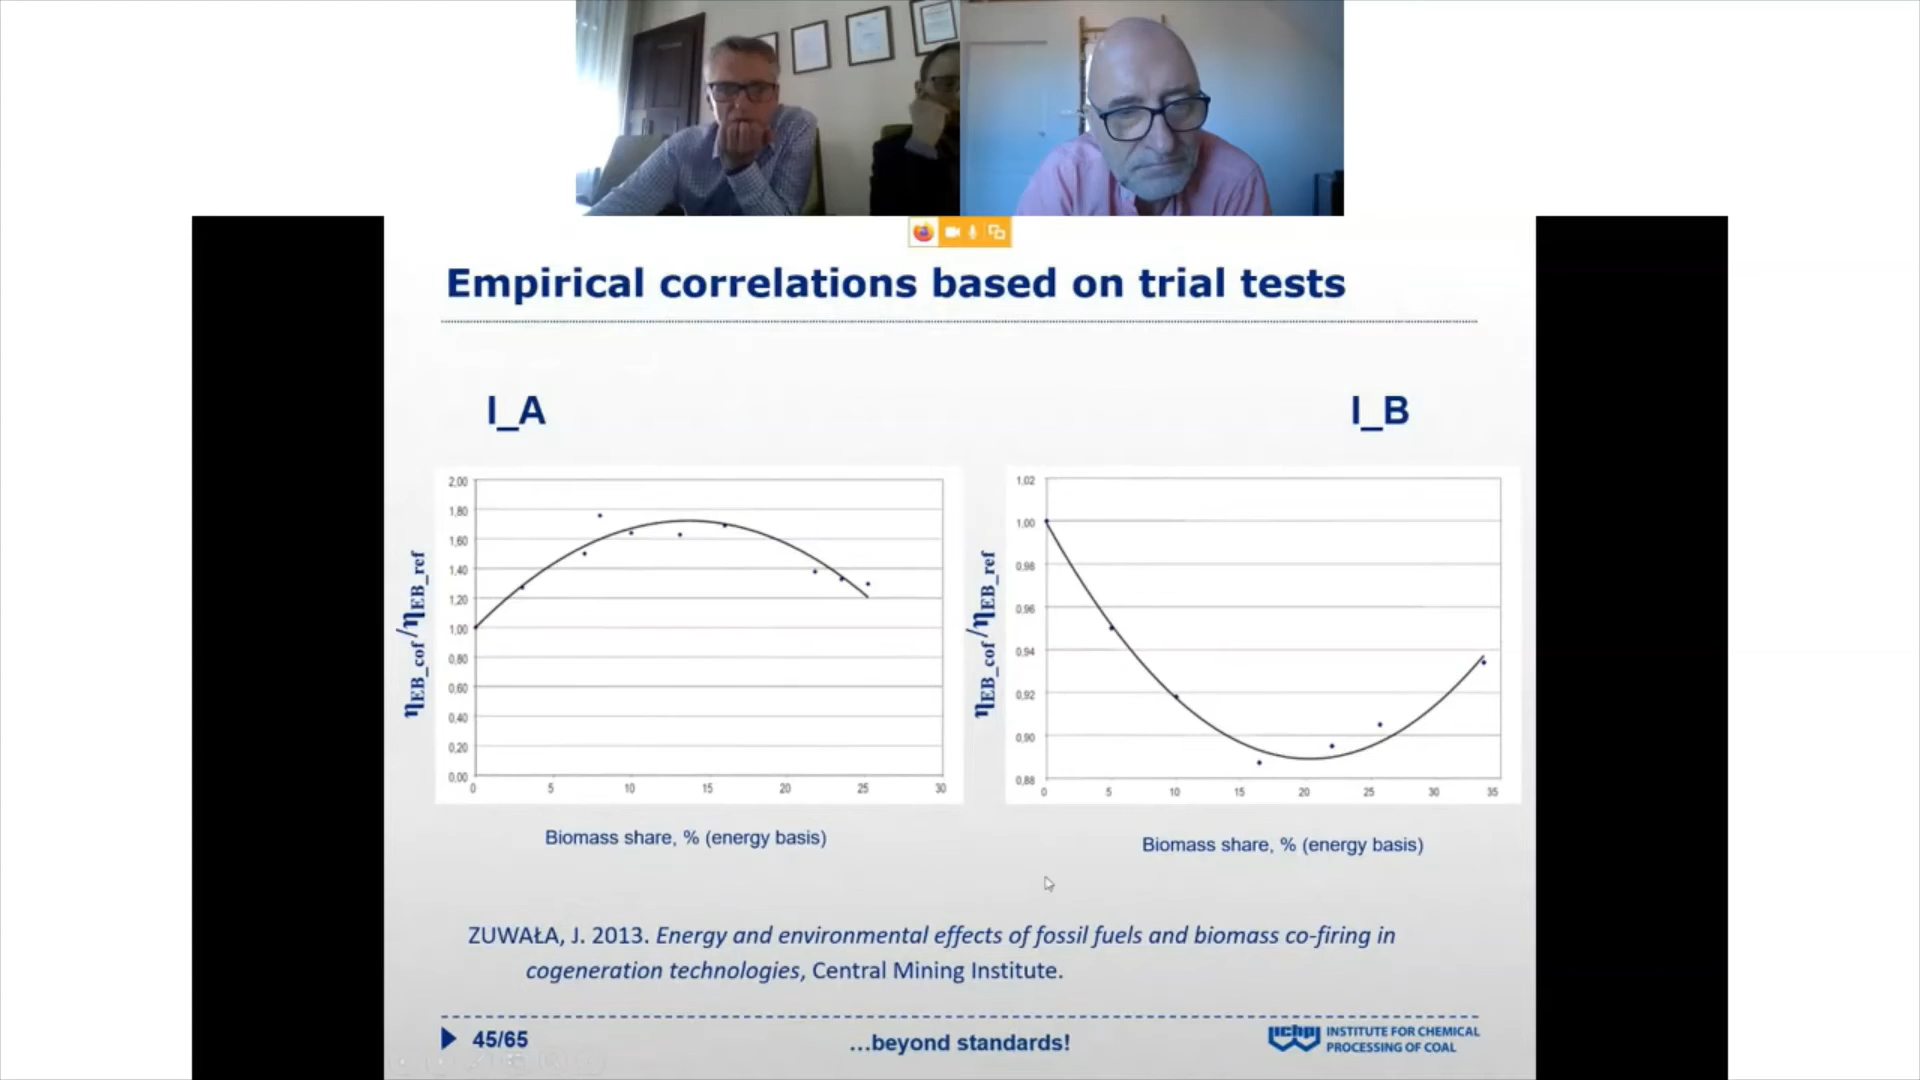 Empirical correlations based on trial tests
I_A
I_B
2,00
1,80
1,60
1,40
1,20
1,00
0,80
0,60
0,40
0,20
0,00
0 5 10 15 20 25 30
ηEB_cof/ηEB_ref
Biomass share, % (energy basis)
1,02
1,00
0,98
0,96
0,94
0,92
0,90
0,88
0 5 10 15 20 25 30 35
ηEB_cof/ηEB_ref
Biomass share, % (energy basis)
ZUWAŁA, J. 2013. Energy and environmental effects of fossil fuels and biomass co-firing in
cogeneration technologies, Central Mining Institute.
45/65
...beyond standards!
ichpw
INSTITUTE FOR CHEMICAL
PROCESSING OF COAL